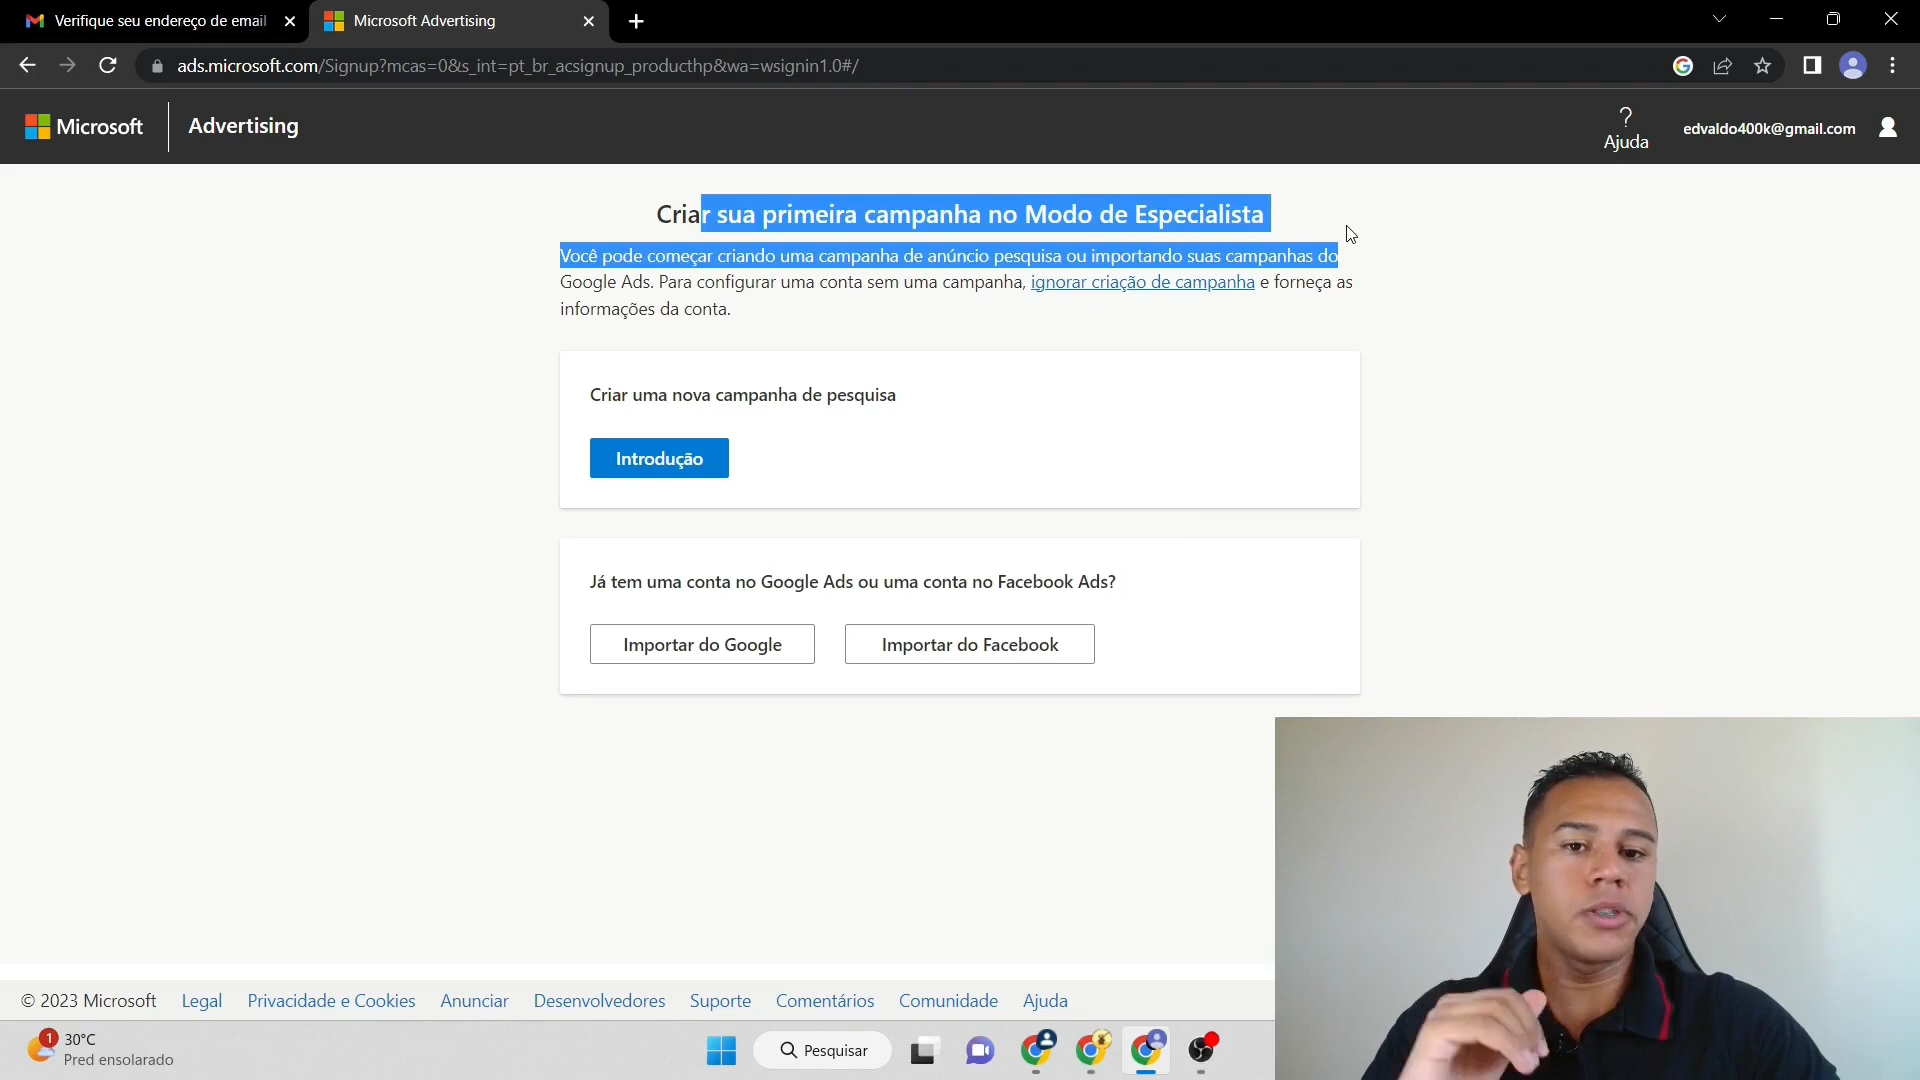 Verifique seu endereço de email
Microsoft Advertising
ads.microsoft.com/Signup?mcas=0&s_int=pt_br_acsignup_producthp&wa=wsignin1.0#/
Microsoft
Advertising
?
Ajuda
edvaldo400k@gmail.com
Criar sua primeira campanha no Modo de Especialista
Você pode começar criando uma campanha de anúncio pesquisa ou importando suas campanhas do
Google Ads. Para configurar uma conta sem uma campanha, ignorar criação de campanha e forneça as
informações da conta.
Criar uma nova campanha de pesquisa
Introdução
Já tem uma conta no Google Ads ou uma conta no Facebook Ads?
Importar do Google
Importar do Facebook
© 2023 Microsoft Legal Privacidade e Cookies Anunciar Desenvolvedores Suporte Comentários Comunidade Ajuda
1
30°C
Pred ensolarado
Pesquisar